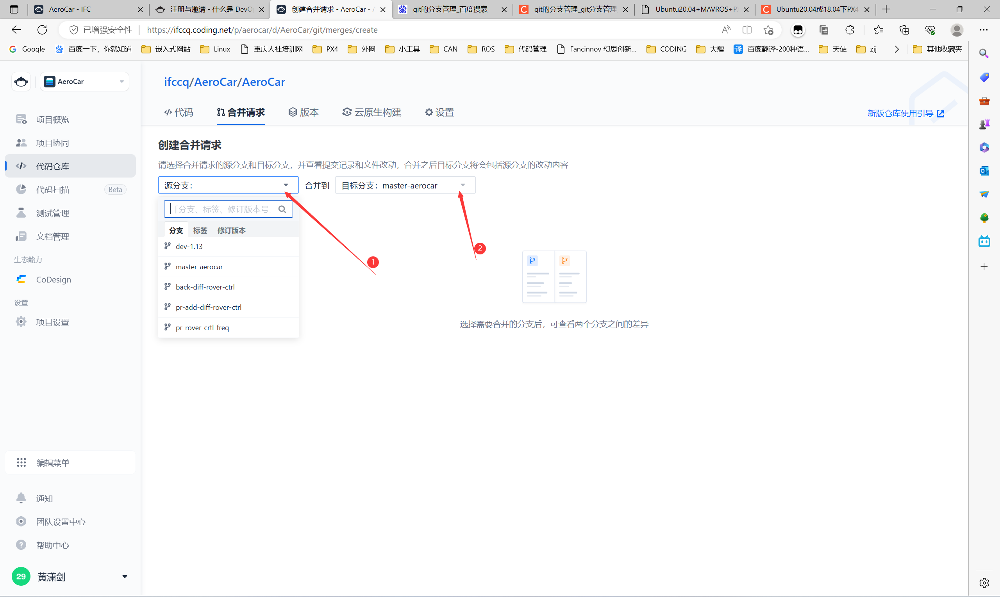 AeroCar - IFC
注册与邀请 - 什么是 DevO
创建合并请求 - AeroCar - A
git的分支管理_百度搜索
git的分支管理_git分支管理
Ubuntu20.04+MAVROS+P
Ubuntu20.04或18.04下PX4
已增强安全性
https://ifccq.coding.net/p/aerocar/d/AeroCar/git/merges/create
Google
百度一下，你就知道
嵌入式网站
Linux
重庆人社培训网
PX4
外网
小工具
CAN
ROS
代码管理
Fancinnov 幻思创新...
CODING
大疆
译 百度翻译-200种语...
天使
zjj
其他收藏夹
AeroCar
项目概览
项目协同
代码仓库
代码扫描 Beta
测试管理
文档管理
生态能力
CoDesign
设置
项目设置
编辑菜单
通知
团队设置中心
帮助中心
29 黄潇剑
ifccq/AeroCar/AeroCar
代码 合并请求 版本 云原生构建 设置
新版仓库使用引导
创建合并请求
请选择合并请求的源分支和目标分支，并查看提交记录和文件改动，合并之后目标分支将会包括源分支的改动内容
源分支： 合并到 目标分支：master-aerocar
「分支、标签、修订版本号」
分支 标签 修订版本
dev-1.13
master-aerocar
back-diff-rover-ctrl
pr-add-diff-rover-ctrl
pr-rover-crtl-freq
1
2
选择需要合并的分支后，可查看两个分支之间的差异